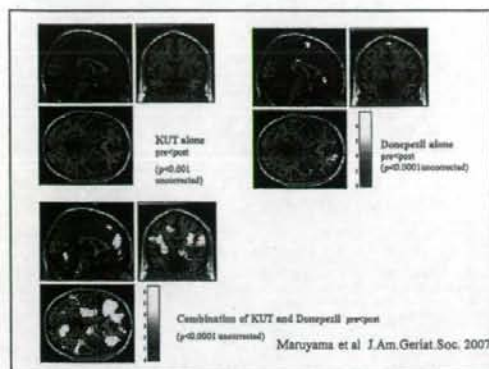 KUT alone
pre<post
(p<0.001
uncorrected)
Donepezil alone
pre<post
(p<0.0001uncorrected)
Combination of KUT and Donepezil pre<post
(p<0.0001 uncorrected)
Maruyama et al J.Am.Geriat.Soc. 2007